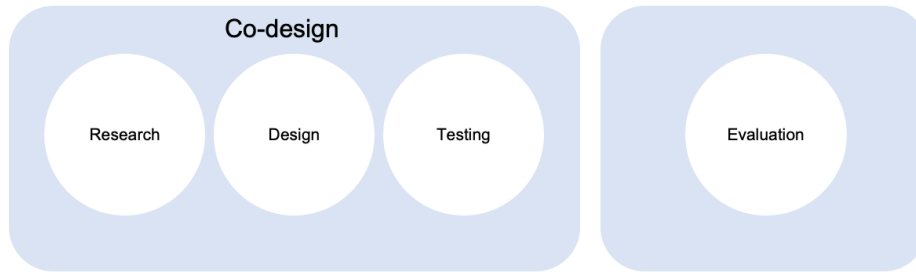 Co-design
Research
Design
Testing
Evaluation